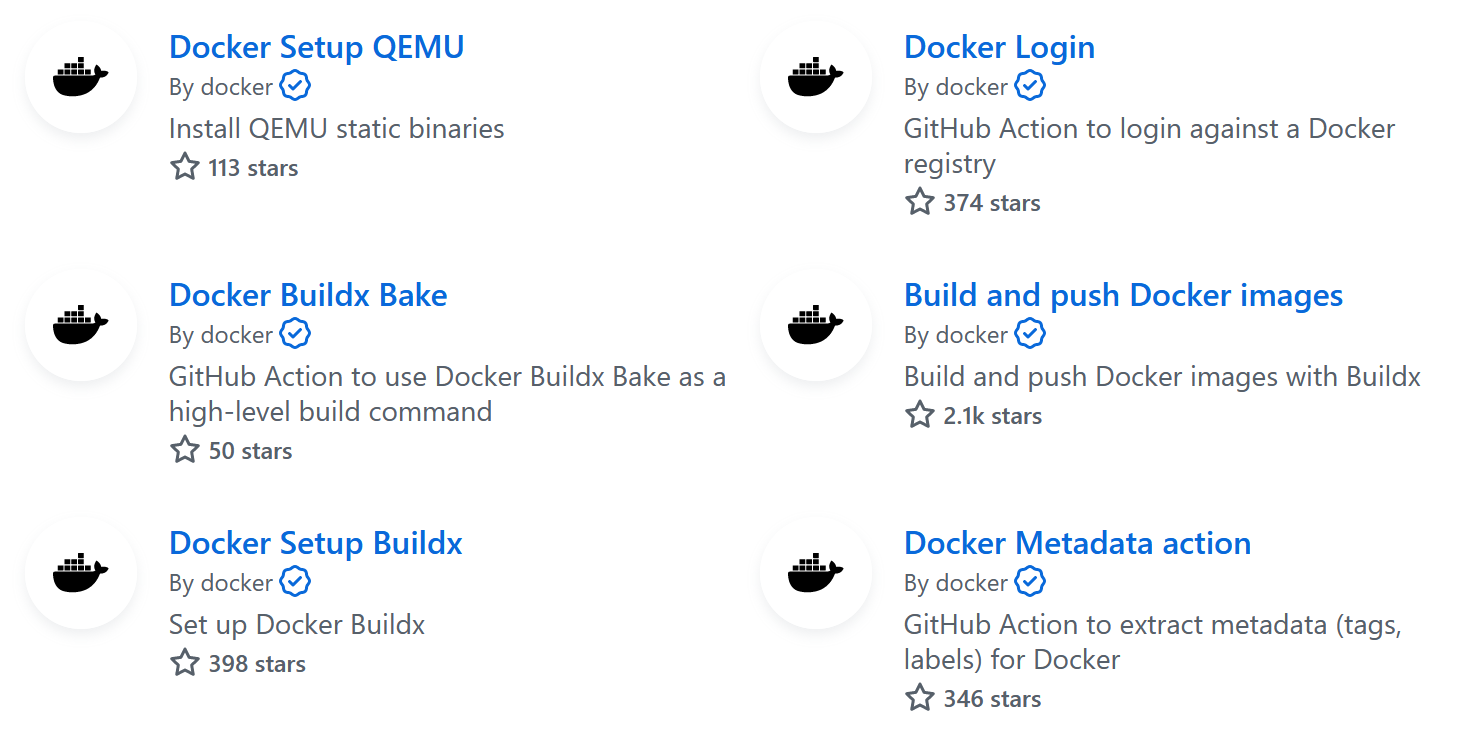 Docker Setup QEMU
By docker
Install QEMU static binaries
113 stars
Docker Login
By docker
GitHub Action to login against a Docker
registry
374 stars
Docker Buildx Bake
By docker
GitHub Action to use Docker Buildx Bake as a
high-level build command
50 stars
Build and push Docker images
By docker
Build and push Docker images with Buildx
2.1k stars
Docker Setup Buildx
By docker
Set up Docker Buildx
398 stars
Docker Metadata action
By docker
GitHub Action to extract metadata (tags,
labels) for Docker
346 stars